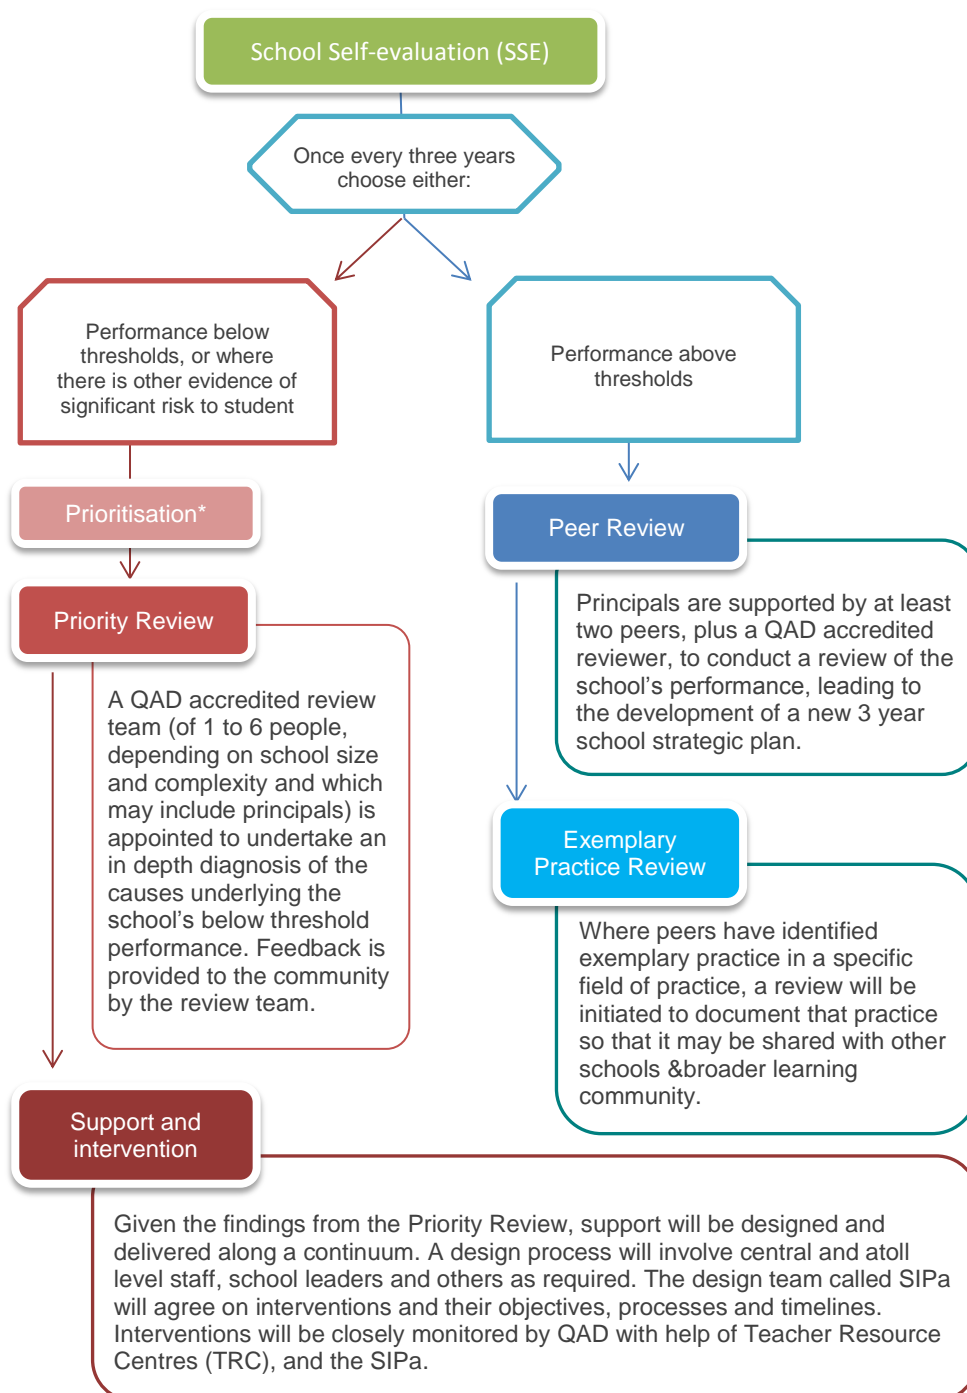 School Self-evaluation (SSE)
Once every three years
choose either:
Performance below
thresholds, or where
there is other evidence of
significant risk to student
Performance above
thresholds
Prioritisation*
Peer Review
Principals are supported by at least
two peers, plus a QAD accredited
reviewer, to conduct a review of the
school’s performance, leading to
the development of a new 3 year
school strategic plan.
Priority Review
A QAD accredited review
team (of 1 to 6 people,
depending on school size
and complexity and which
may include principals) is
appointed to undertake an
in depth diagnosis of the
causes underlying the
school’s below threshold
performance. Feedback is
provided to the community
by the review team.
Exemplary
Practice Review
Where peers have identified
exemplary practice in a specific
field of practice, a review will be
initiated to document that practice
so that it may be shared with other
schools &broader learning
community.
Support and
intervention
Given the findings from the Priority Review, support will be designed and
delivered along a continuum. A design process will involve central and atoll
level staff, school leaders and others as required. The design team called SIPa
will agree on interventions and their objectives, processes and timelines.
Interventions will be closely monitored by QAD with help of Teacher Resource
Centres (TRC), and the SIPa.